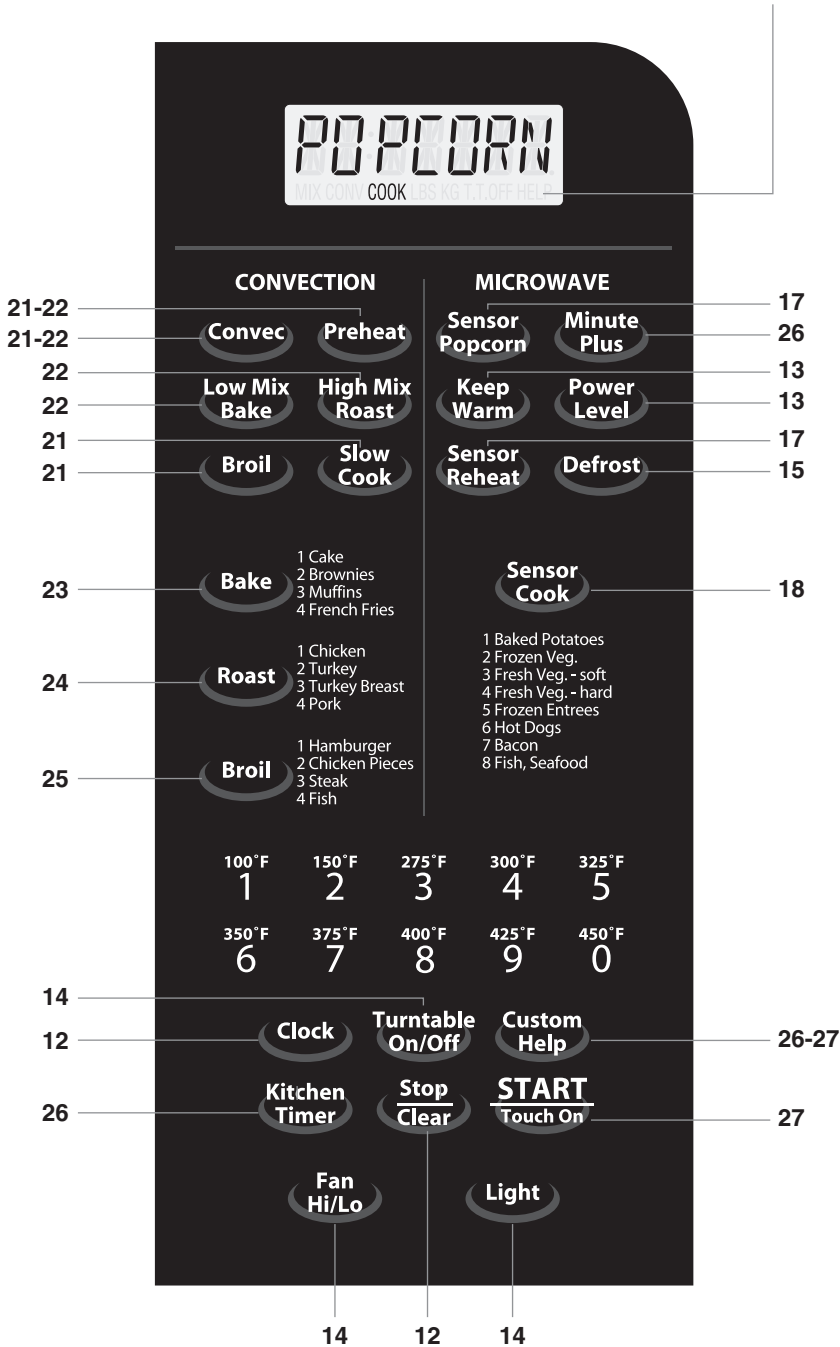 POPCORN
MIX CONV COOK LBS KG T.T.OFF HELP
CONVECTION MICROWAVE
21-22 17
21-22 Convec Preheat Sensor Popcorn Minute Plus 26
22 13
22 Low Mix Bake High Mix Roast Keep Warm Power Level 13
21 17
21 Broil Slow Cook Sensor Reheat Defrost 15
23 Bake
1 Cake
2 Brownies
3 Muffins
4 French Fries
24 Roast
1 Chicken
2 Turkey
3 Turkey Breast
4 Pork
25 Broil
1 Hamburger
2 Chicken Pieces
3 Steak
4 Fish
Sensor
Cook 18
1 Baked Potatoes
2 Frozen Veg.
3 Fresh Veg. - soft
4 Fresh Veg. - hard
5 Frozen Entrees
6 Hot Dogs
7 Bacon
8 Fish, Seafood
100°F 150°F 275°F 300°F 325°F
1 2 3 4 5
350°F 375°F 400°F 425°F 450°F
6 7 8 9 0
14
12 Clock Turntable On/Off Custom Help 26-27
26 Kitchen Timer Stop Clear START Touch On 27
Fan
Hi/Lo Light
14 12 14